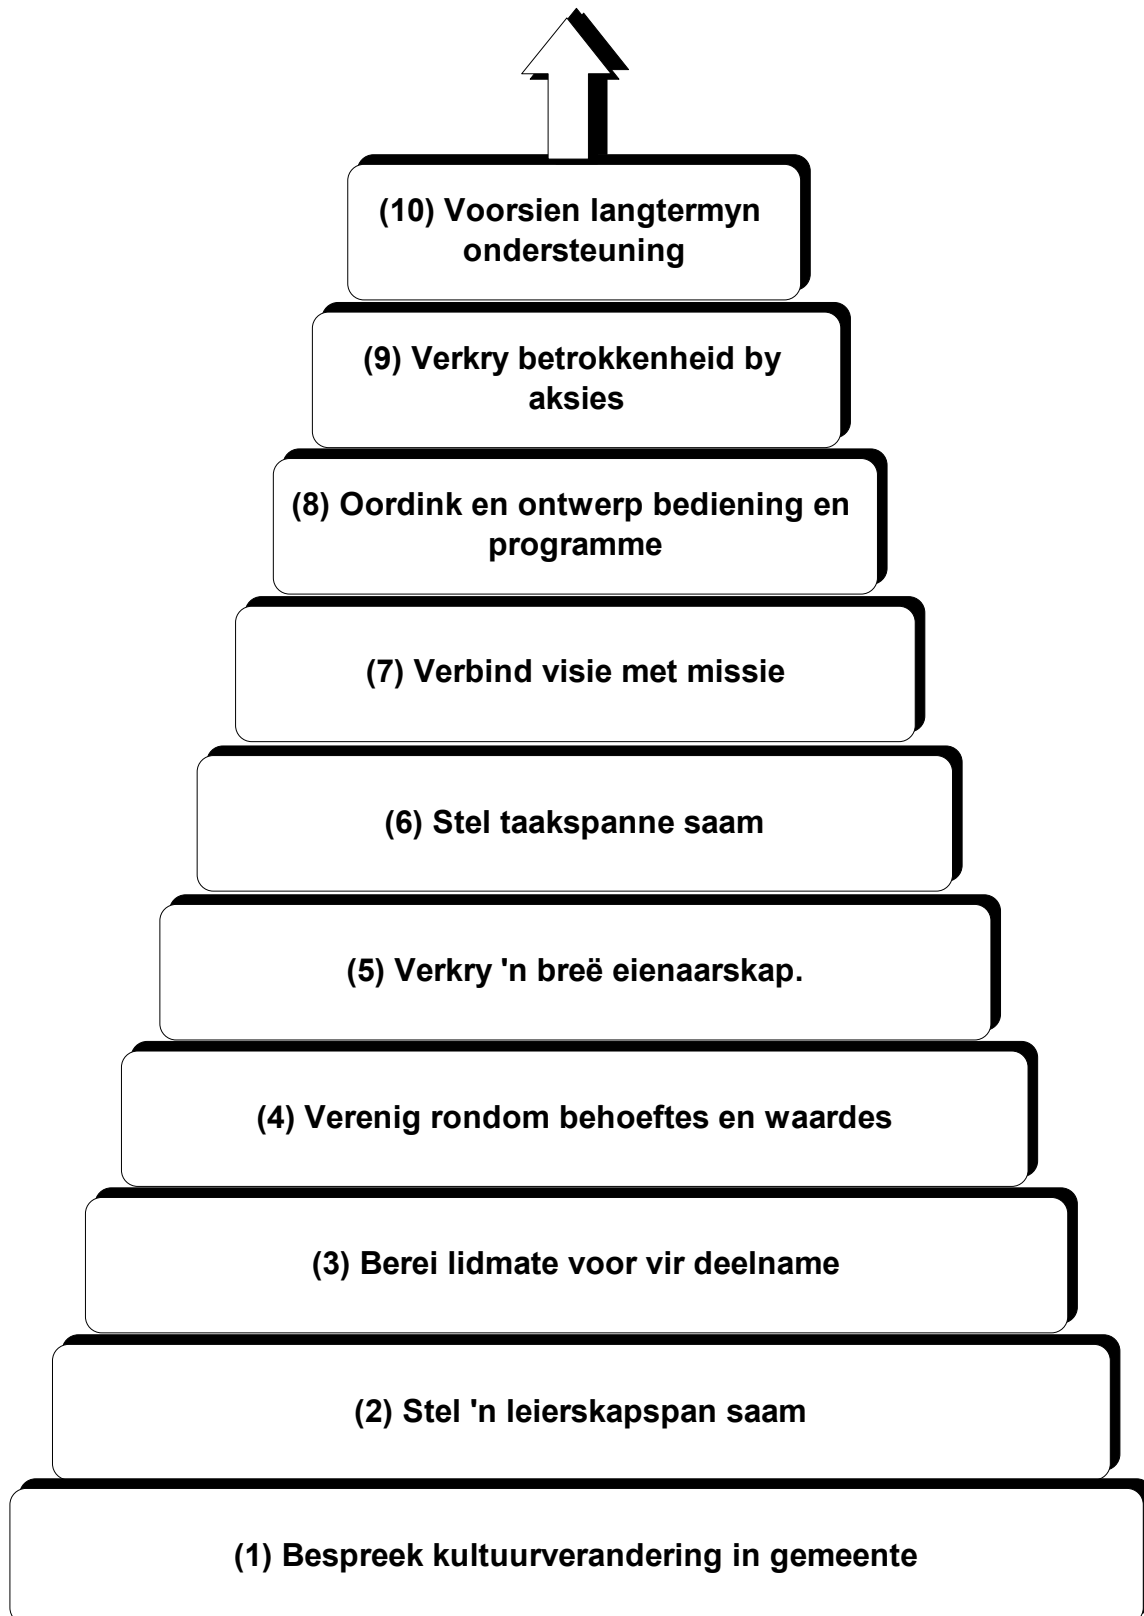 (10) Voorsien langtermyn
ondersteuning
(9) Verkry betrokkenheid by
aksies
(8) Oordink en ontwerp bediening en
programme
(7) Verbind visie met missie
(6) Stel taakspanne saam
(5) Verkry 'n breë eienaarskap.
(4) Verenig rondom behoeftes en waardes
(3) Berei lidmate voor vir deelname
(2) Stel 'n leierskapspan saam
(1) Bespreek kultuurverandering in gemeente